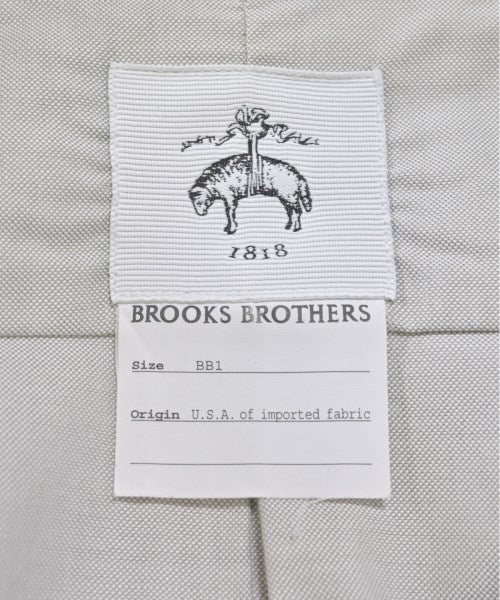 1818
BROOKS BROTHERS
Size BB1
Origin U.S.A. of imported fabric